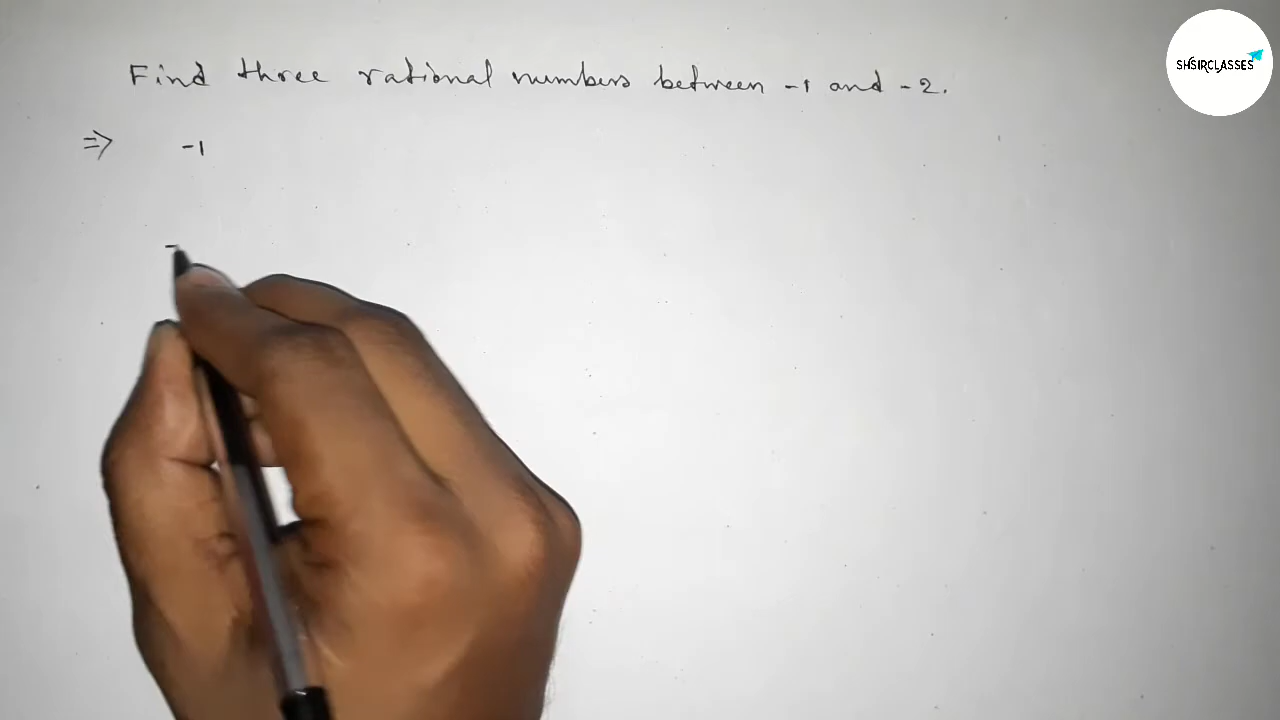 Find three rational numbers between -1 and -2.
⇒ -1
-
SHSIRCLASSES